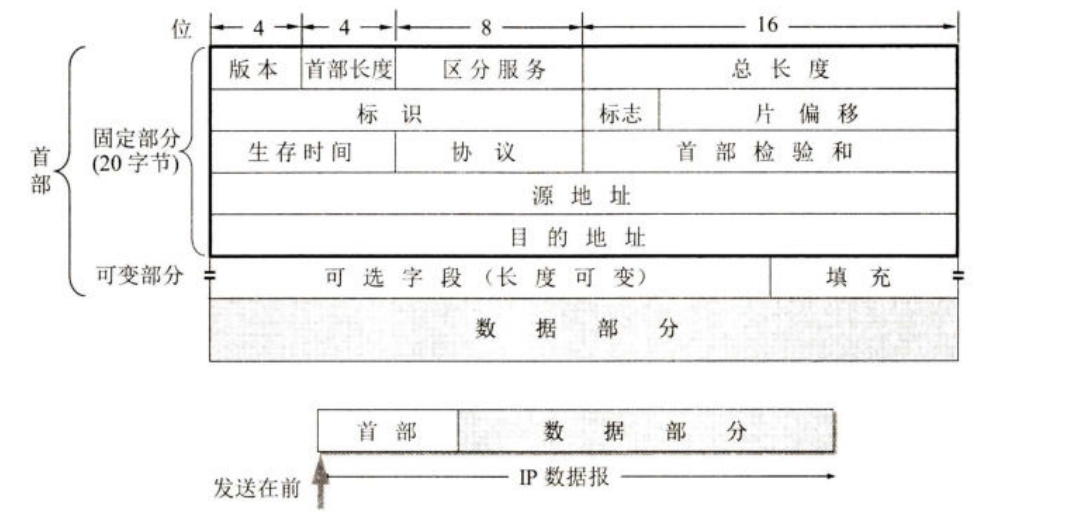 位 4 4 8 16
版本 首部长度 区分服务 总长度
标识 标志 片偏移
固定部分
(20 字节)
生存时间 协议 首部检验和
首部
源地址
目的地址
可变部分 可选字段（长度可变） 填充
数据部分
首部 数据部分
发送在前 IP 数据报